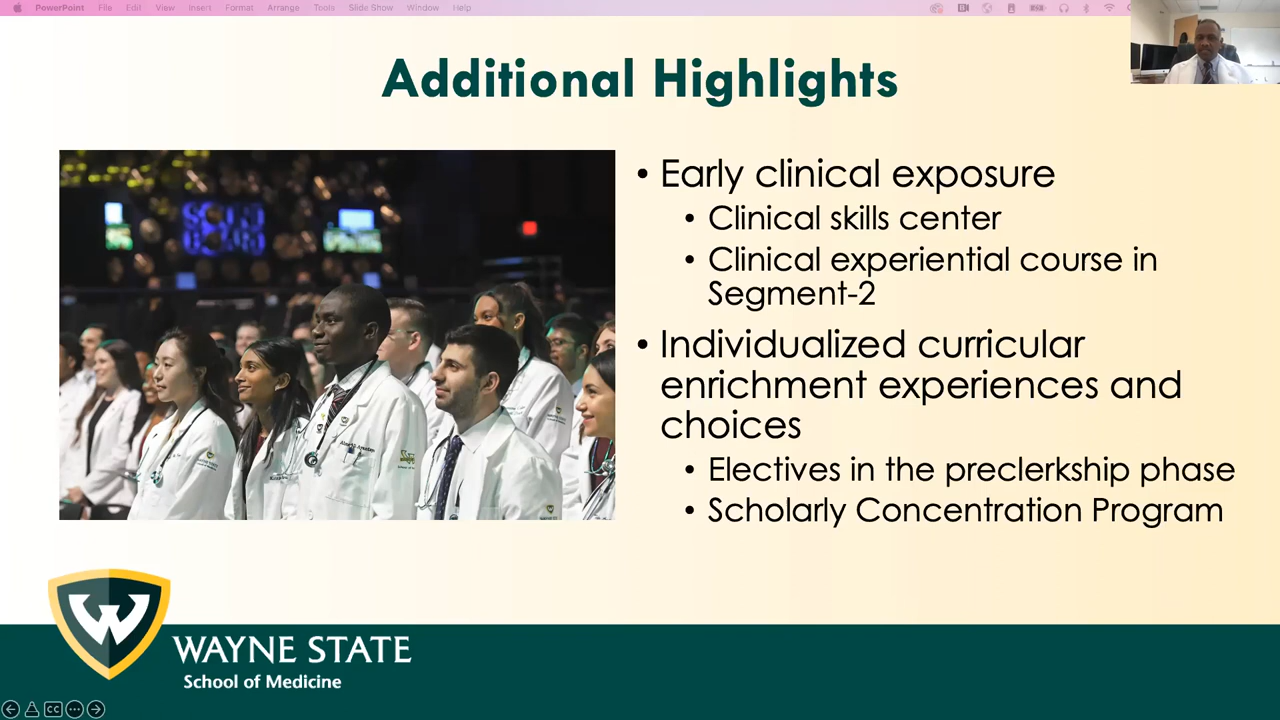 PowerPoint File Edit View Insert Format Arrange Tools Slide Show Window Help
Additional Highlights
• Early clinical exposure
• Clinical skills center
• Clinical experiential course in
Segment-2
• Individualized curricular
enrichment experiences and
choices
• Electives in the preclerkship phase
• Scholarly Concentration Program
W
WAYNE STATE
School of Medicine
CC